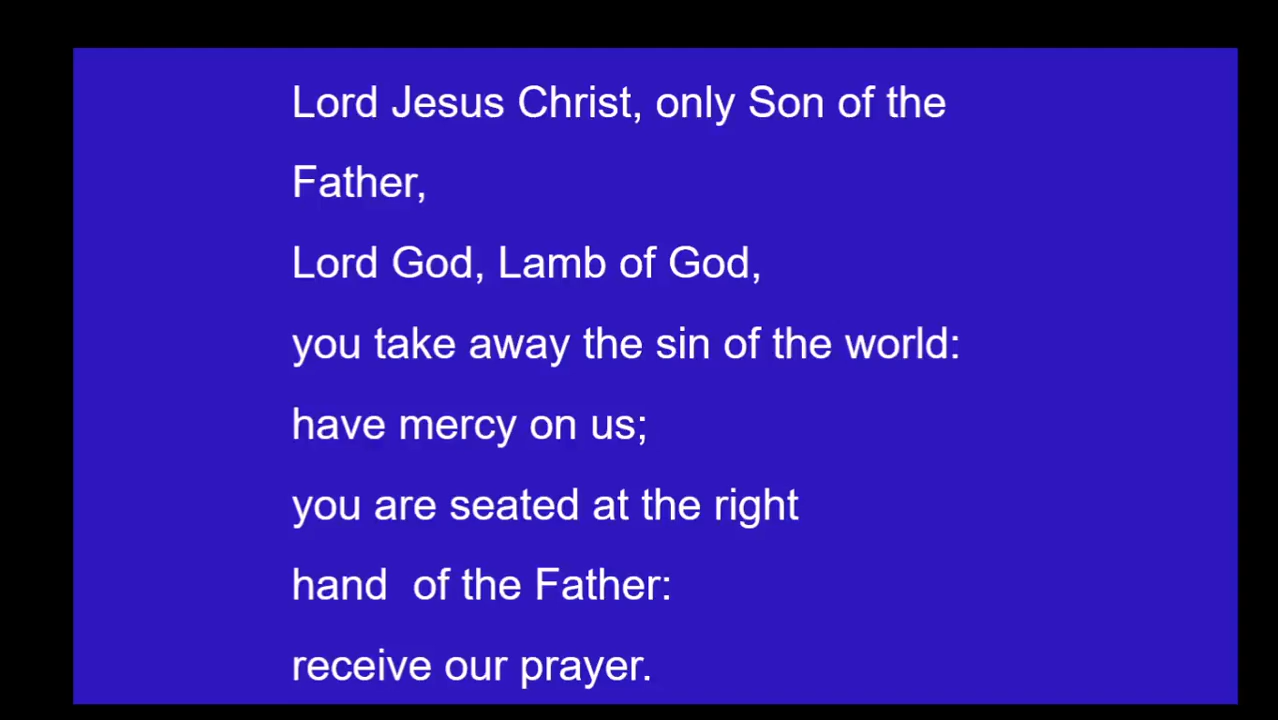 Lord Jesus Christ, only Son of the
Father,
Lord God, Lamb of God,
you take away the sin of the world:
have mercy on us;
you are seated at the right
hand  of the Father:
receive our prayer.